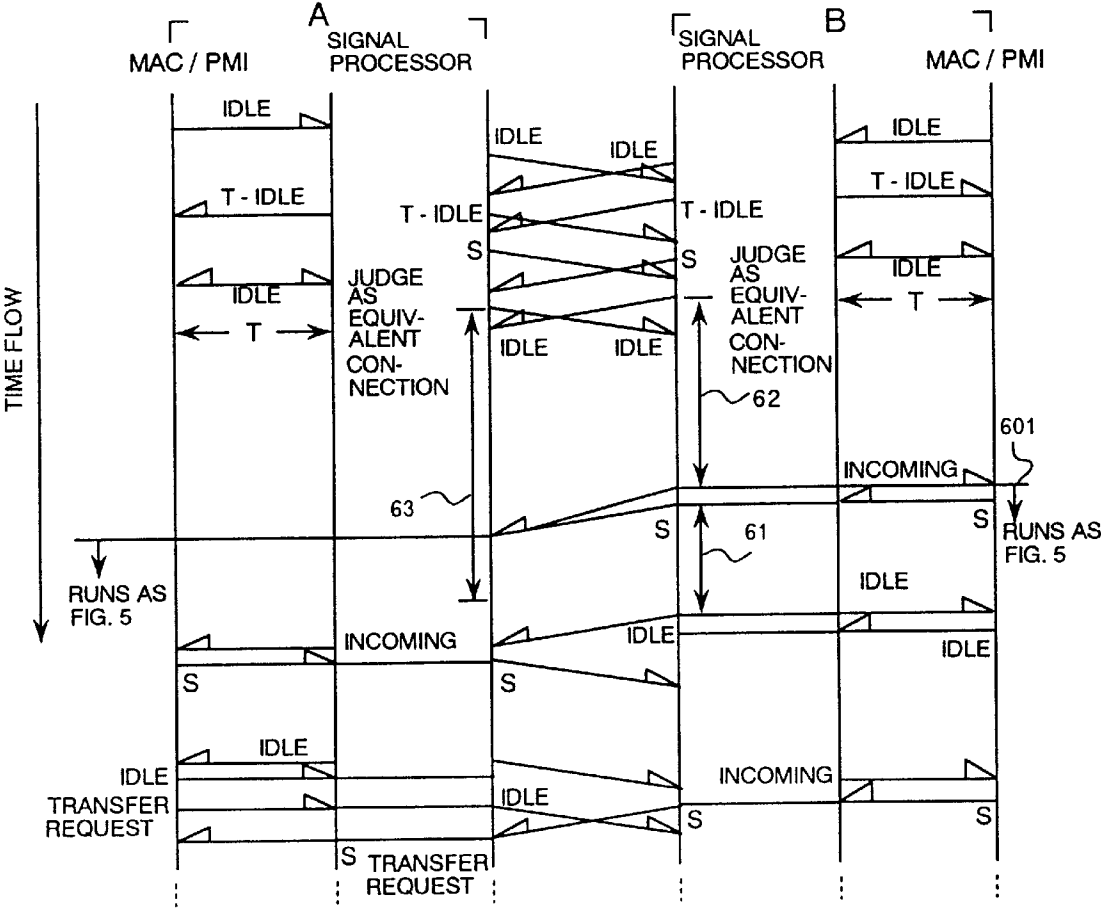 A
B
MAC / PMI
SIGNAL
PROCESSOR
SIGNAL
PROCESSOR
MAC / PMI
IDLE
IDLE
IDLE
IDLE
T - IDLE
T - IDLE
T - IDLE
T - IDLE
S
S
IDLE
JUDGE
AS
EQUIV-
ALENT
CON-
NECTION
JUDGE
AS
EQUIV-
ALENT
CON-
NECTION
IDLE
T
T
IDLE
IDLE
TIME FLOW
62
601
INCOMING
63
S
61
S
RUNS AS
FIG. 5
RUNS AS
FIG. 5
IDLE
INCOMING
IDLE
IDLE
S
S
IDLE
IDLE
INCOMING
TRANSFER
REQUEST
IDLE
S
S
S
TRANSFER
REQUEST